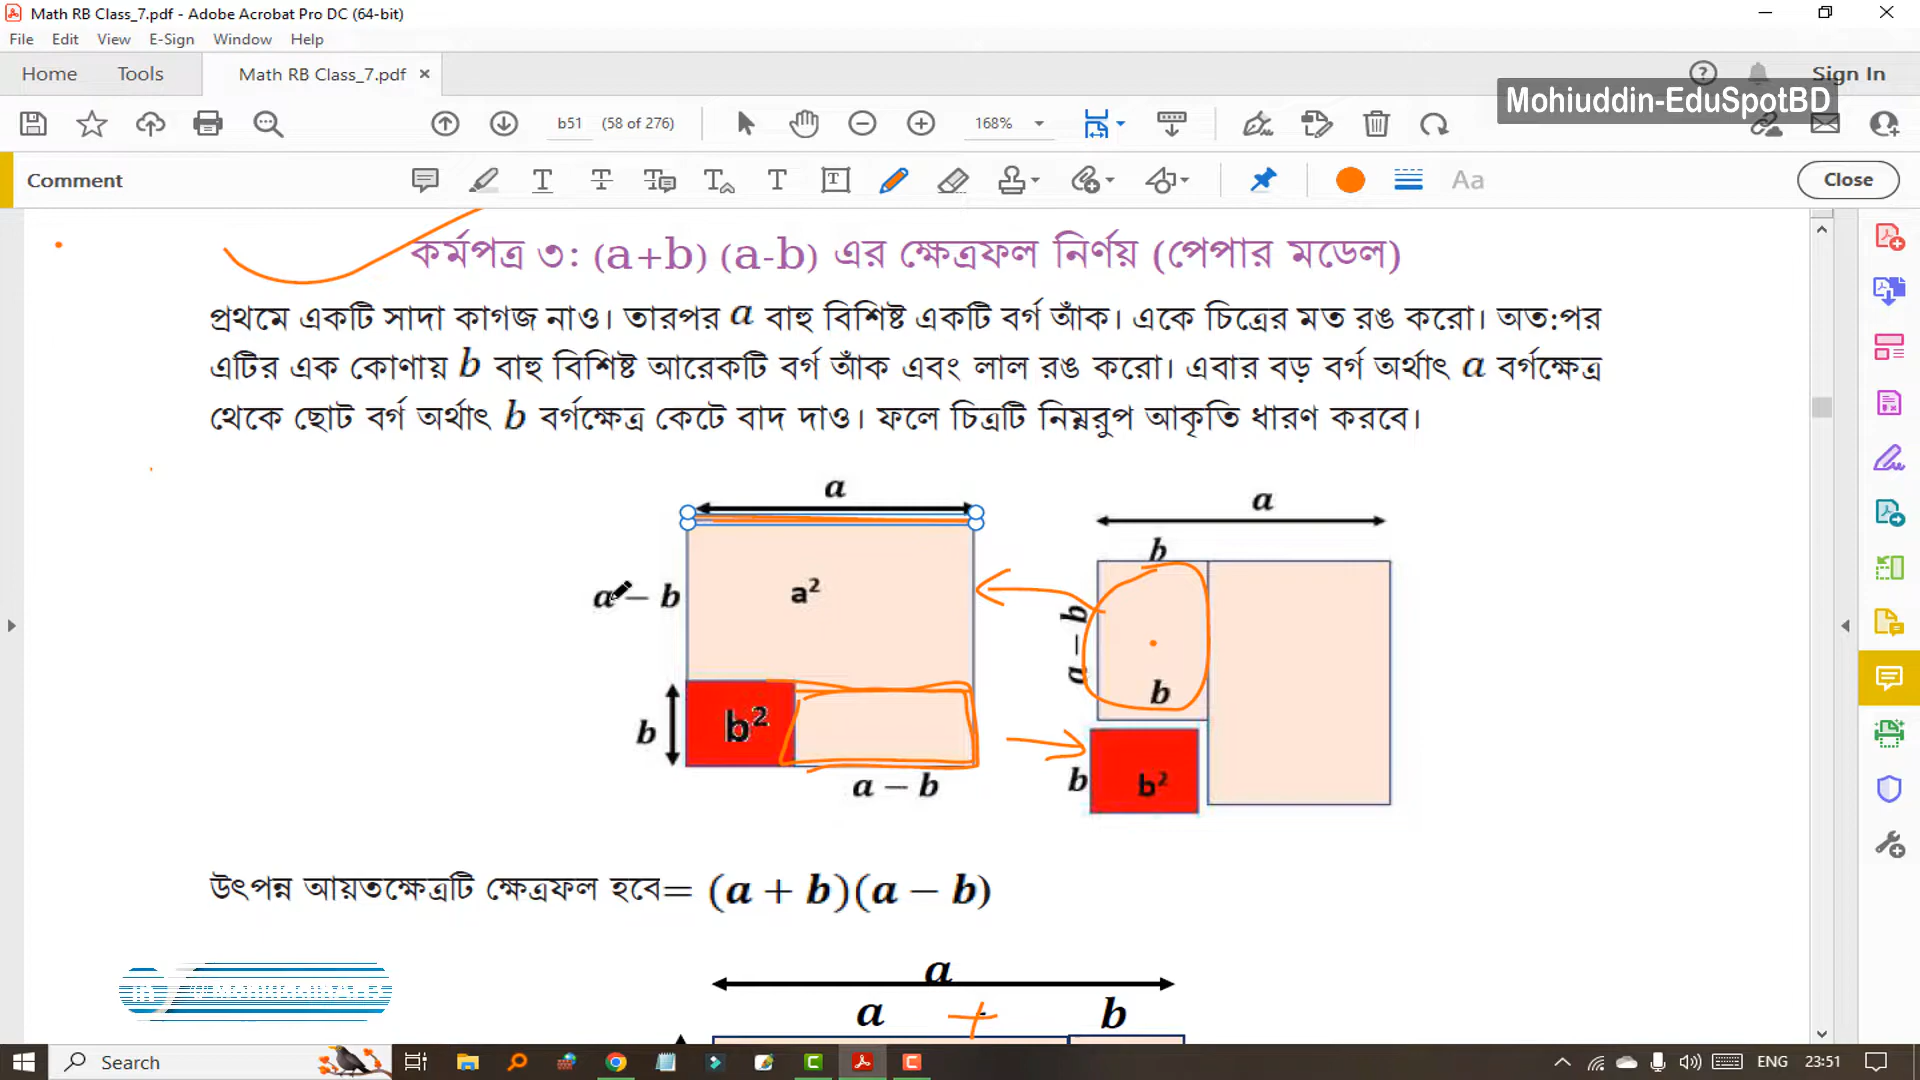 Math RB Class_7.pdf - Adobe Acrobat Pro DC (64-bit)
File Edit View E-Sign Window Help
Home Tools Math RB Class_7.pdf × Sign In
Mohiuddin-EduSpotBD
b51 (58 of 276) 168%
Comment Aa Close
কর্মপত্র ৩: (a+b) (a-b) এর ক্ষেত্রফল নির্ণয় (পেপার মডেল)
প্রথমে একটি সাদা কাগজ নাও। তারপর a বাহু বিশিষ্ট একটি বর্গ আঁক। একে চিত্রের মত রঙ করো। অত:পর
এটির এক কোণায় b বাহু বিশিষ্ট আরেকটি বর্গ আঁক এবং লাল রঙ করো। এবার বড় বর্গ অর্থাৎ a বর্গক্ষেত্র
থেকে ছোট বর্গ অর্থাৎ b বর্গক্ষেত্র কেটে বাদ দাও। ফলে চিত্রটি নিম্নরুপ আকৃতি ধারণ করবে।
a
a − b
a²
b
b²
a − b
a
b
a − b
b
b
b²
উৎপন্ন আয়তক্ষেত্রটি ক্ষেত্রফল হবে= (a + b)(a − b)
a
a + b
Search
ENG 23:51